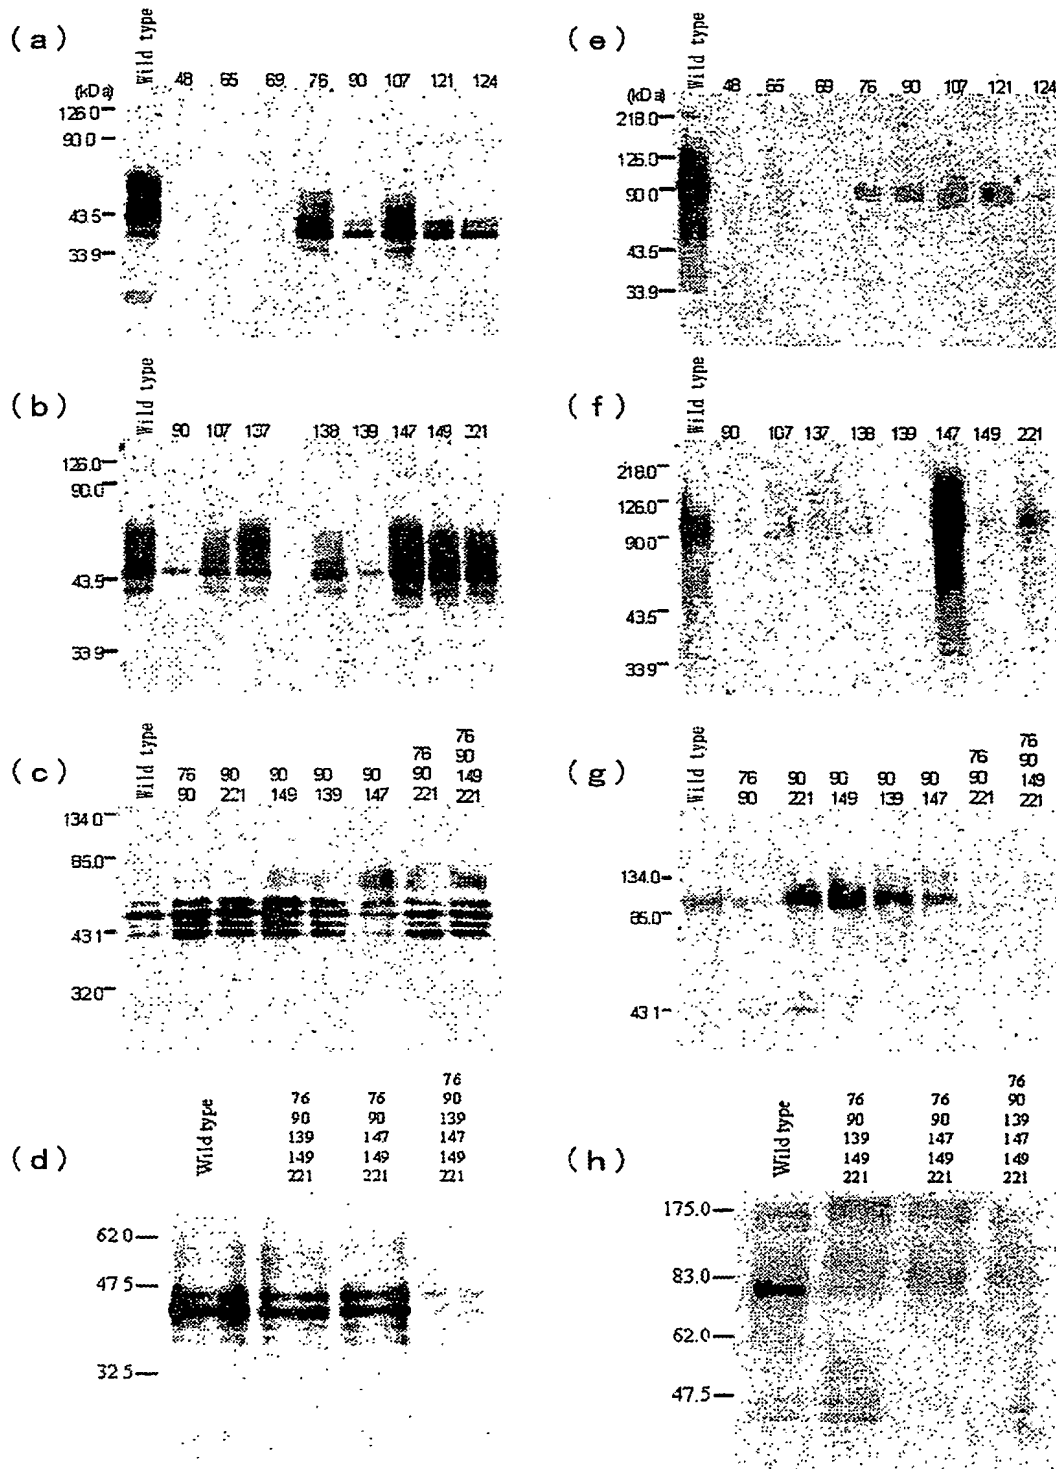 (a)
Wild type
48 65 69 76 90 107 121 124
(kDa)
126.0
90.0
43.5
33.9
(e)
Wild type
48 65 69 76 90 107 121 124
(kDa)
218.0
126.0
90.0
43.5
33.9
(b)
Wild type
90 107 137 138 139 147 149 221
126.0
90.0
43.5
33.9
(f)
Wild type
90 107 137 138 139 147 149 221
218.0
126.0
90.0
43.5
33.9
(c)
Wild type
76
76 90
76 90 90 90 90 90 149
90 221 149 139 147 221 221
134.0
85.0
43.1
32.0
(g)
Wild type
76
76 90
76 90 90 90 90 90 149
90 221 149 139 147 221 221
134.0
85.0
43.1
(d)
Wild type
76
76 76 90
90 90 139
139 147 147
149 149 149
221 221 221
62.0
47.5
32.5
(h)
Wild type
76
76 76 90
90 90 139
139 147 147
149 149 149
221 221 221
175.0
83.0
62.0
47.5